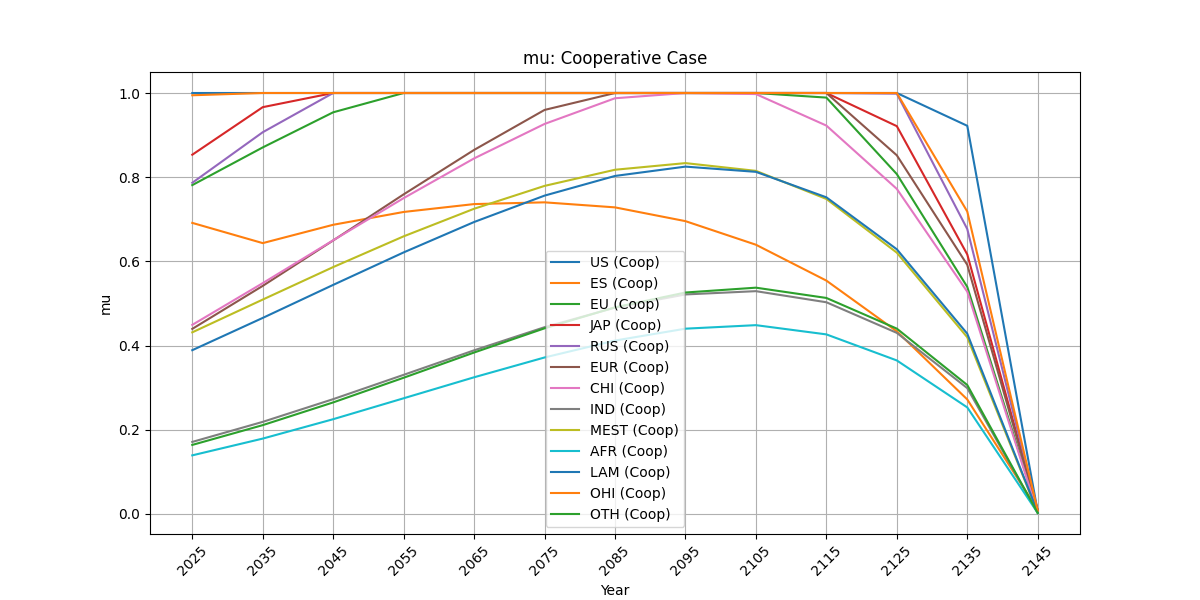 mu: Cooperative Case
1.0
0.8
0.6
0.4
0.2
0.0
mu
US (Coop)
ES (Coop)
EU (Coop)
JAP (Coop)
RUS (Coop)
EUR (Coop)
CHI (Coop)
IND (Coop)
MEST (Coop)
AFR (Coop)
LAM (Coop)
OHI (Coop)
OTH (Coop)
2025 2035 2045 2055 2065 2075 2085 2095 2105 2115 2125 2135 2145
Year